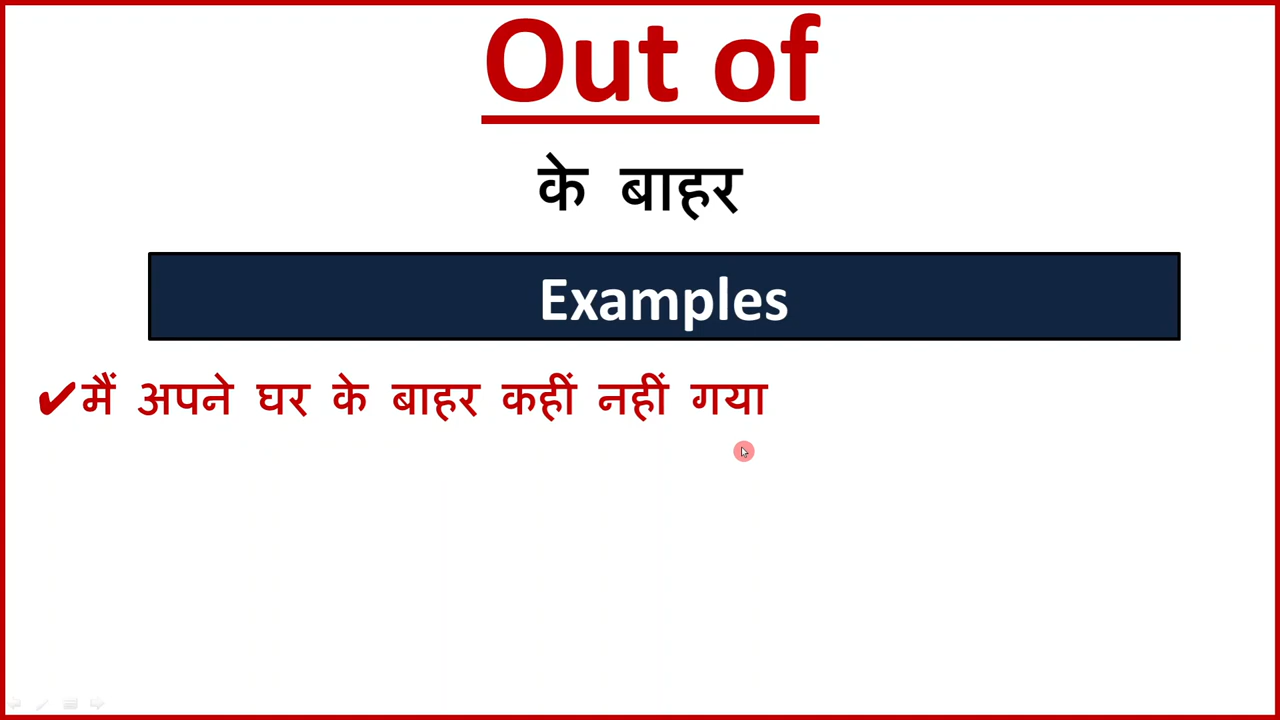 Out of
के बाहर
Examples
✔मैं अपने घर के बाहर कहीं नहीं गया